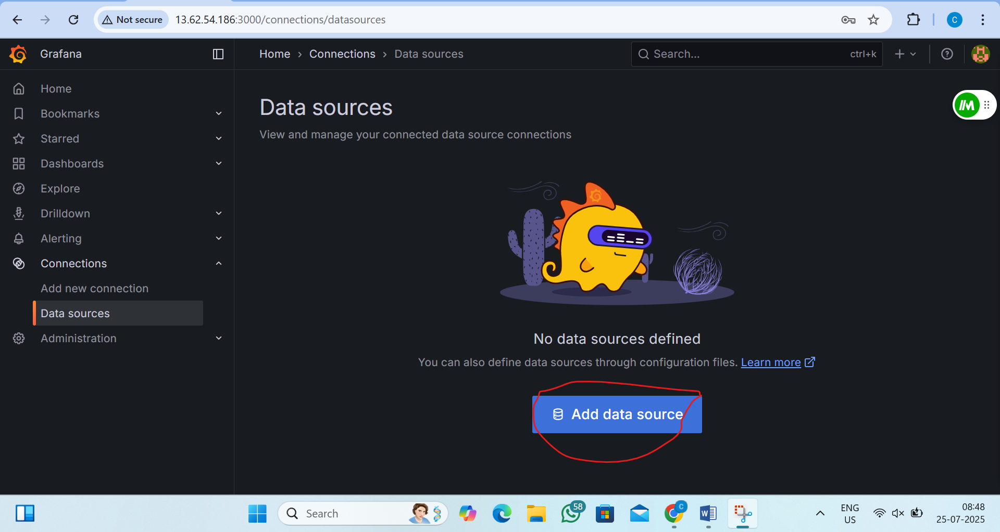 Not secure
13.62.54.186:3000/connections/datasources
C
Grafana
Home › Connections › Data sources
Search...
ctrl+k
Home
Bookmarks
Starred
Dashboards
Explore
Drilldown
Alerting
Connections
Add new connection
Data sources
Administration
Data sources
View and manage your connected data source connections
No data sources defined
You can also define data sources through configuration files. Learn more
Add data source
Search
58
C
W
ENG
US
08:48
25-07-2025